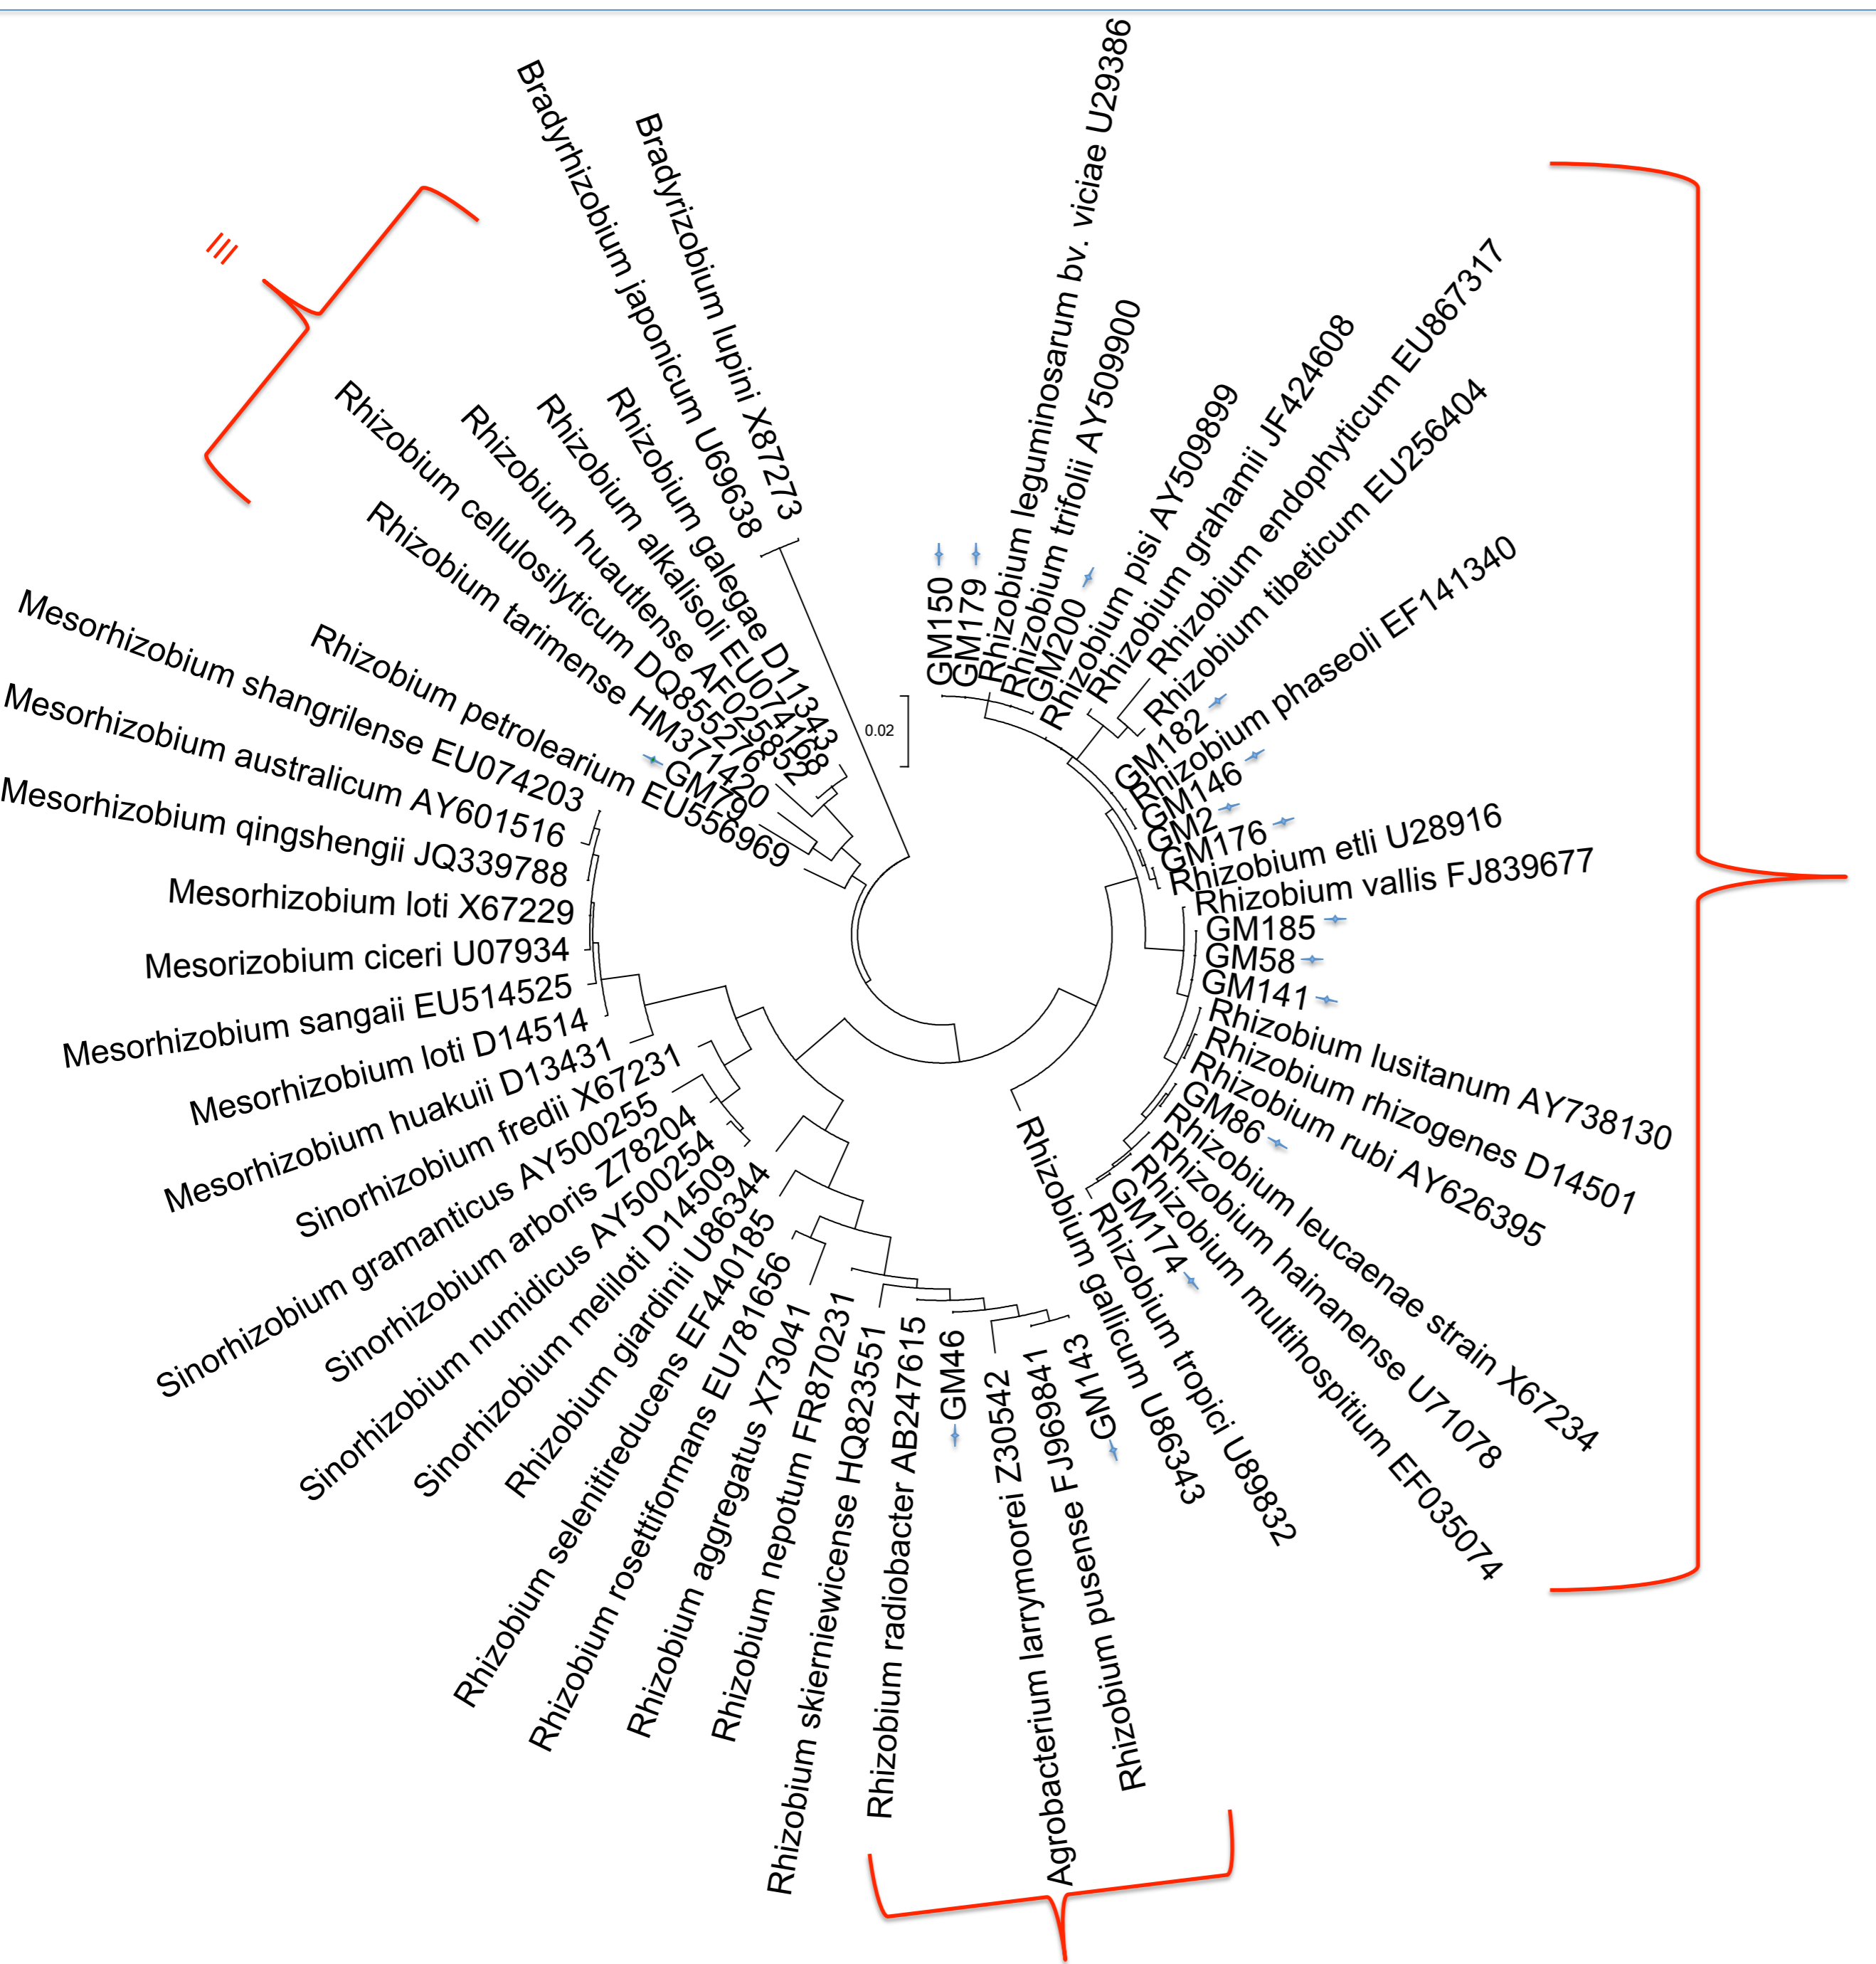 Bradyrizobium lupini X87273
0.02
GM150
GM179
Rhizobium leguminosarum bv. viciae U29386
Rhizobium trifolii AY509900
GM200
Rhizobium pisi AY509899
Rhizobium grahamii JF424608
Rhizobium endophyticum EU867317
Rhizobium tibeticum EU256404
GM182
Rhizobium phaseoli EF141340
GM146
GM2
GM176
Rhizobium etli U28916
Rhizobium vallis FJ839677
GM185
GM58
GM141
Rhizobium lusitanum AY738130
Rhizobium rhizogenes D14501
Rhizobium rubi AY626395
GM86
Rhizobium leucaenae strain X67234
Rhizobium hainanense U71078
Rhizobium multihospitium EF035074
GM174
Rhizobium tropici U89832
Rhizobium gallicum U86343
GM143
Rhizobium pusense FJ969841
Agrobacterium larrymoorei Z30542
GM46
Rhizobium radiobacter AB247615
Rhizobium skierniewicense HQ823551
Rhizobium nepotum FR870231
Rhizobium aggregatus X73041
Rhizobium rosettiformans EU781656
Rhizobium selenitireducens EF440185
Rhizobium giardinii U86344
Sinorhizobium meliloti D14509
Sinorhizobium numidicus AY500254
Sinorhizobium arboris Z78204
Sinorhizobium gramanticus AY500255
Sinorhizobium fredii X67231
Mesorhizobium huakuii D13431
Mesorhizobium loti D14514
Mesorhizobium sangaii EU514525
Mesorizobium ciceri U07934
Mesorhizobium loti X67229
Mesorhizobium qingshengii JQ339788
Mesorhizobium australicum AY601516
Mesorhizobium shangrilense EU074203
Rhizobium petrolearium EU556969
GM79
Rhizobium tarimense HM371420
Rhizobium cellulosilyticum DQ855276
Rhizobium huautlense AF025852
Rhizobium alkalisoli EU074168
Rhizobium galegae D11343
Bradyrhizobium japonicum U69638
III